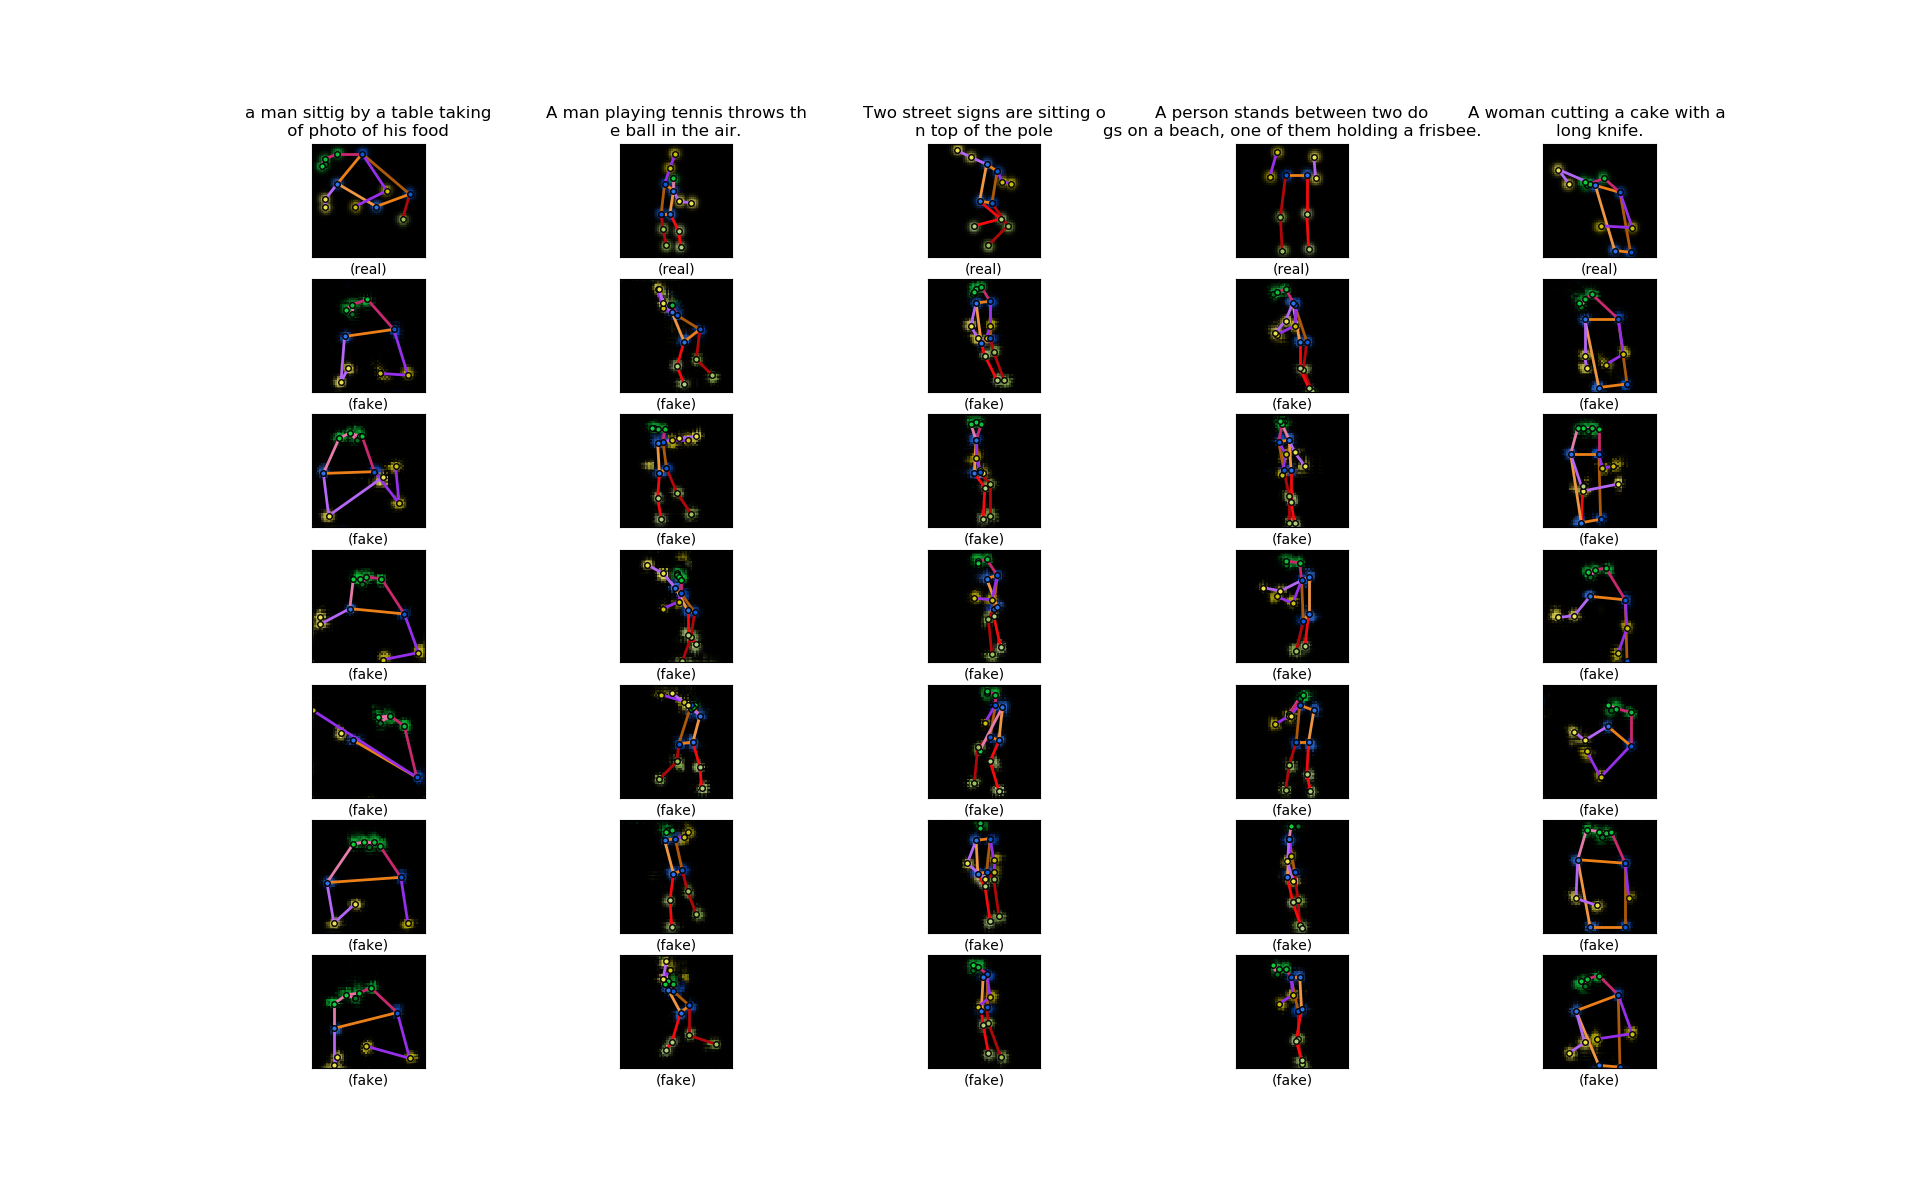 a man sittig by a table taking
of photo of his food
A man playing tennis throws th
e ball in the air.
Two street signs are sitting o
n top of the pole
A person stands between two do
gs on a beach, one of them holding a frisbee.
A woman cutting a cake with a
long knife.
(real) (real) (real) (real) (real)
(fake) (fake) (fake) (fake) (fake)
(fake) (fake) (fake) (fake) (fake)
(fake) (fake) (fake) (fake) (fake)
(fake) (fake) (fake) (fake) (fake)
(fake) (fake) (fake) (fake) (fake)
(fake) (fake) (fake) (fake) (fake)